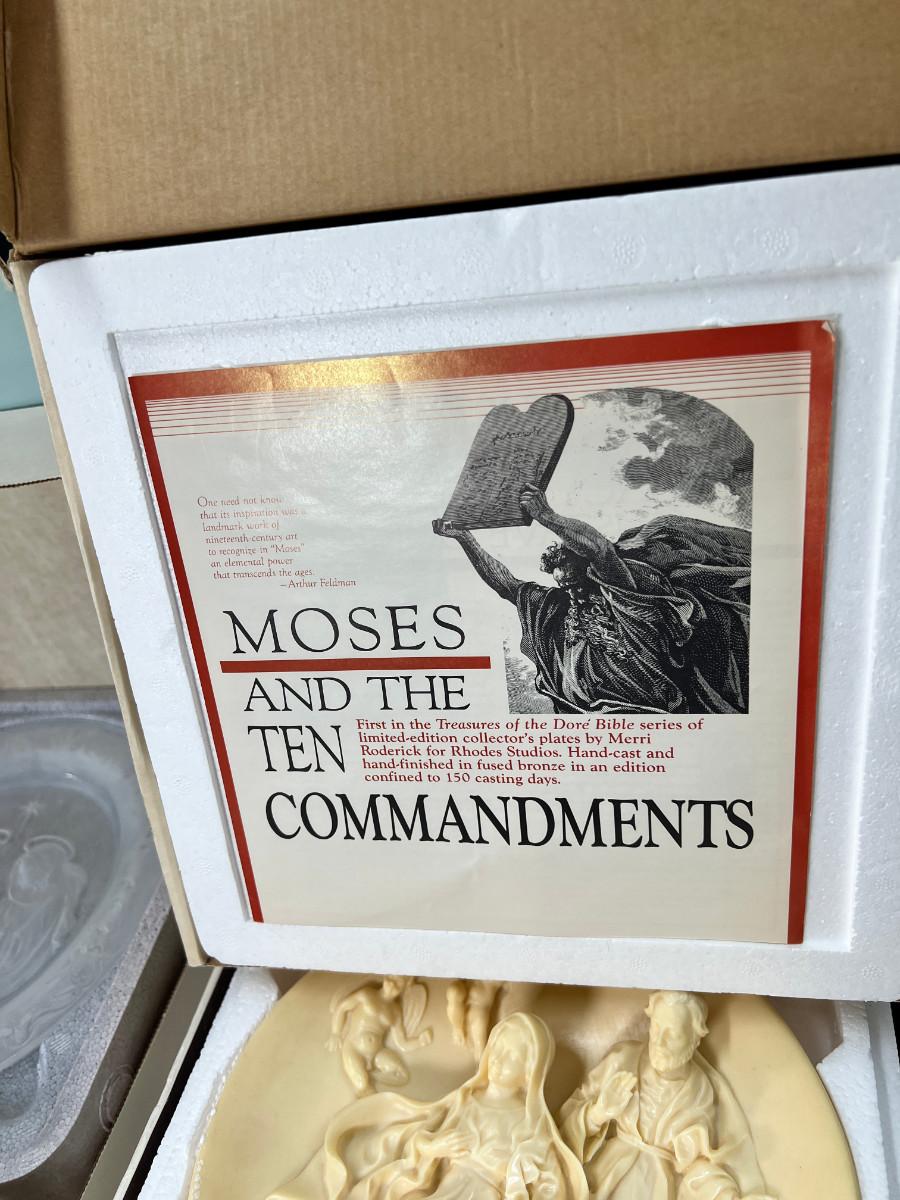 One need not know
that its inspiration was a
landmark work of
nineteenth-century art
to recognize in "Moses"
an elemental power
that transcends the ages.
—Arthur Feldman
MOSES
AND THE
TEN
First in the Treasures of the Doré Bible series of
limited-edition collector's plates by Merri
Roderick for Rhodes Studios. Hand-cast and
hand-finished in fused bronze in an edition
confined to 150 casting days.
COMMANDMENTS